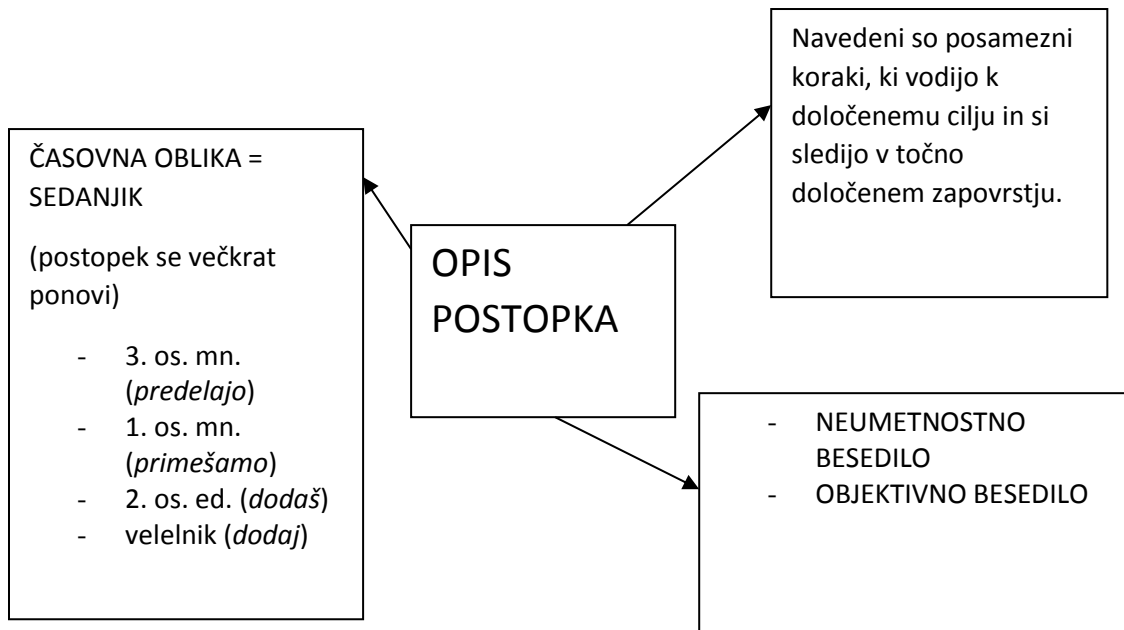 Navedeni so posamezni
koraki, ki vodijo k
določenemu cilju in si
sledijo v točno
določenem zapovrstju.
ČASOVNA OBLIKA =
SEDANJIK
(postopek se večkrat
ponovi)
- 3. os. mn.
(predelajo)
- 1. os. mn.
(primešamo)
- 2. os. ed. (dodaš)
- velelnik (dodaj)
OPIS
POSTOPKA
- NEUMETNOSTNO
BESEDILO
- OBJEKTIVNO BESEDILO